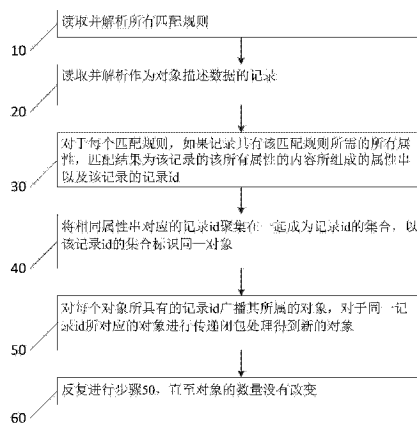 读取并解析所有匹配规则
10
读取并解析作为对象描述数据的记录
20
对于每个匹配规则，如果记录具有该匹配规则所需的所有属
性，匹配结果为该记录的该所有属性的内容所组成的属性串
以及该记录的记录id
30
将相同属性串对应的记录id聚集在一起成为记录id的集合，以
该记录id的集合标识同一对象
40
对每个对象所具有的记录id广播其所属的对象，对于同一记
录id所对应的对象进行传递闭包处理得到新的对象
50
反复进行步骤50，直至对象的数量没有改变
60